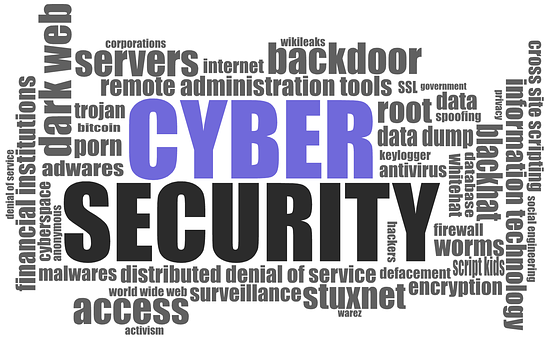 corporations
wikileaks
servers
internet
backdoor
dark web
remote administration tools
SSL
government
cross site scripting
financial institutions
trojan
bitcoin
porn
adwares
CYBER
root
data
spoofing
privacy
information technology
data dump
keylogger
antivirus
blackhat
database
whitehat
denial of service
cyberspace
anonymous
SECURITY
hackers
firewall
worms
script kids
social engineering
malwares
distributed denial of service
defacement
encryption
world wide web
surveillance
stuxnet
access
warez
activism